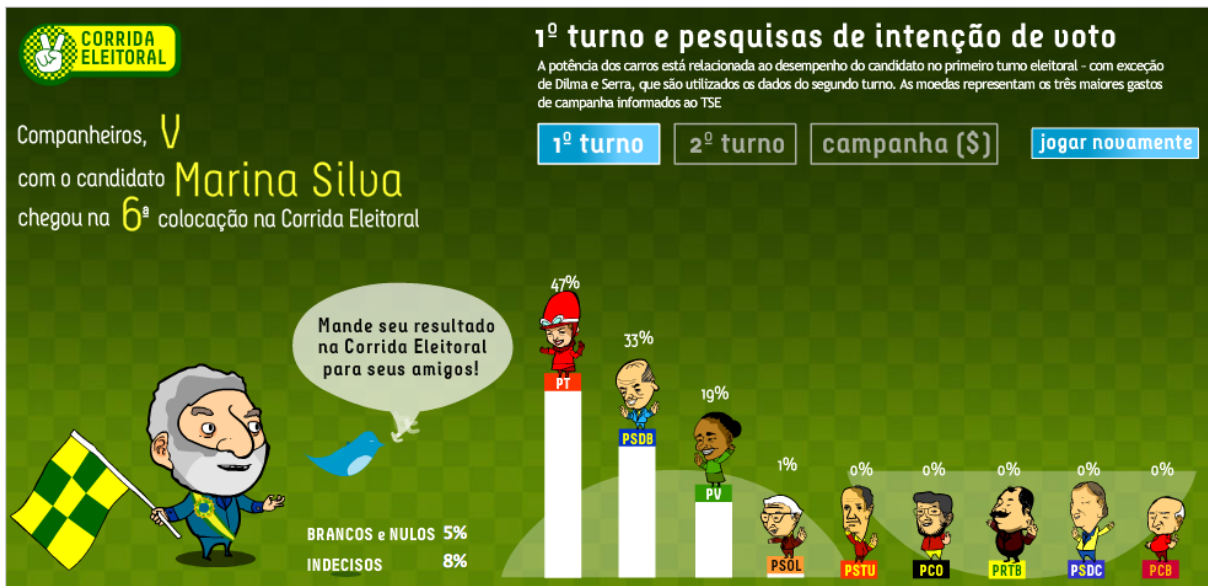 CORRIDA
ELEITORAL
Companheiros, V
com o candidato Marina Silva
chegou na 6ª colocação na Corrida Eleitoral
1º turno e pesquisas de intenção de voto
A potência dos carros está relacionada ao desempenho do candidato no primeiro turno eleitoral - com exceção
de Dilma e Serra, que são utilizados os dados do segundo turno. As moedas representam os três maiores gastos
de campanha informados ao TSE
1º turno
2º turno
campanha ($)
jogar novamente
Mande seu resultado
na Corrida Eleitoral
para seus amigos!
BRANCOS e NULOS 5%
INDECISOS 8%
47%
PT
33%
PSDB
19%
PV
1%
PSOL
0%
PSTU
0%
PCO
0%
PRTB
0%
PSDC
0%
PCB